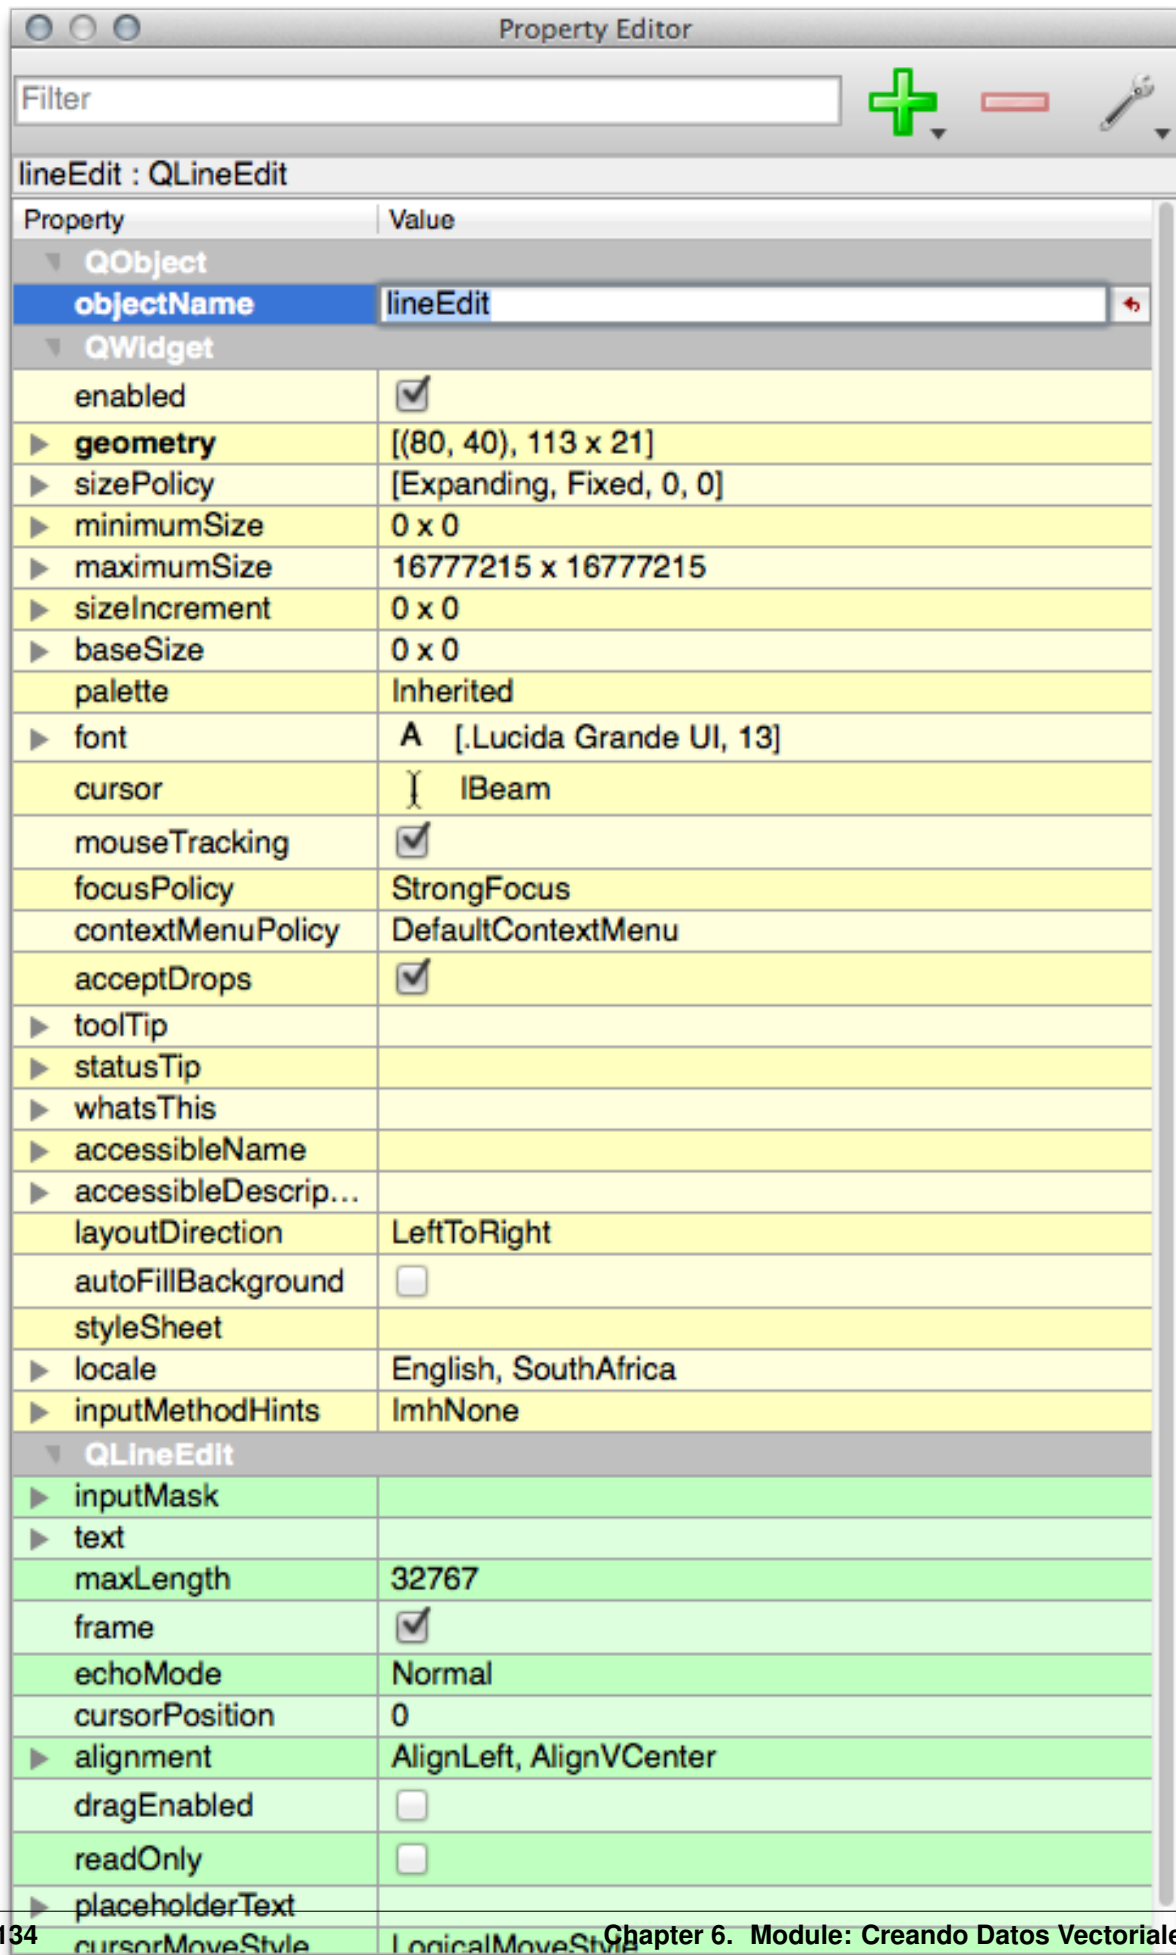 Property Editor
Filter
lineEdit : QLineEdit
Property Value
QObject
objectName lineEdit
QWidget
enabled
geometry [(80, 40), 113 x 21]
sizePolicy [Expanding, Fixed, 0, 0]
minimumSize 0 x 0
maximumSize 16777215 x 16777215
sizeIncrement 0 x 0
baseSize 0 x 0
palette Inherited
font A [.Lucida Grande UI, 13]
cursor IBeam
mouseTracking
focusPolicy StrongFocus
contextMenuPolicy DefaultContextMenu
acceptDrops
toolTip
statusTip
whatsThis
accessibleName
accessibleDescrip...
layoutDirection LeftToRight
autoFillBackground
styleSheet
locale English, SouthAfrica
inputMethodHints ImhNone
QLineEdit
inputMask
text
maxLength 32767
frame
echoMode Normal
cursorPosition 0
alignment AlignLeft, AlignVCenter
dragEnabled
readOnly
placeholderText
134 Chapter 6. Module: Creando Datos Vectoriale
cursorMoveStyle LogicalMoveStyle